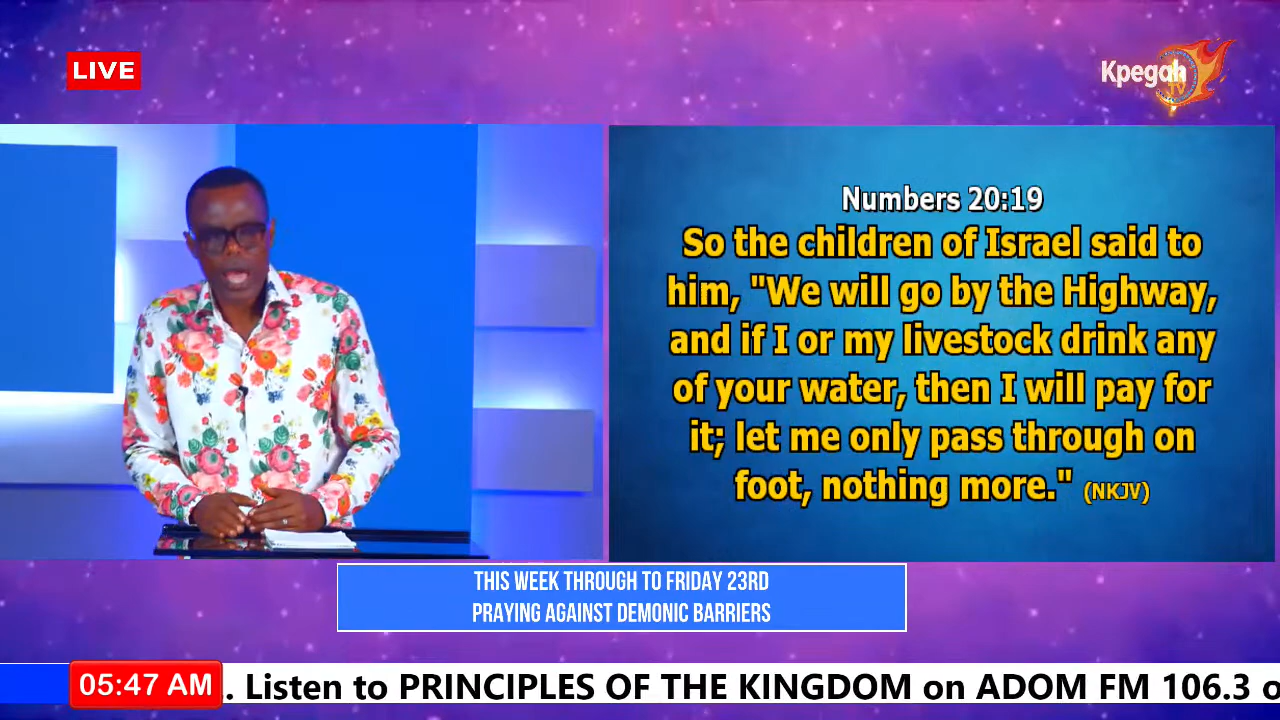 LIVE
Kpegah
TV
Numbers 20:19
So the children of Israel said to
him, "We will go by the Highway,
and if I or my livestock drink any
of your water, then I will pay for
it; let me only pass through on
foot, nothing more." (NKJV)
THIS WEEK THROUGH TO FRIDAY 23RD
PRAYING AGAINST DEMONIC BARRIERS
05:47 AM . Listen to PRINCIPLES OF THE KINGDOM on ADOM FM 106.3 o